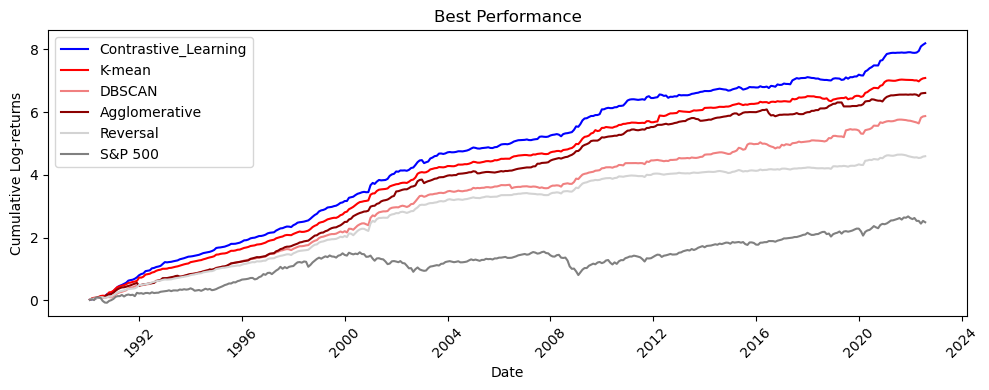 Best Performance
Contrastive_Learning
K-mean
DBSCAN
Agglomerative
Reversal
S&P 500
Cumulative Log-returns
8
6
4
2
0
1992
1996
2000
2004
2008
2012
2016
2020
2024
Date